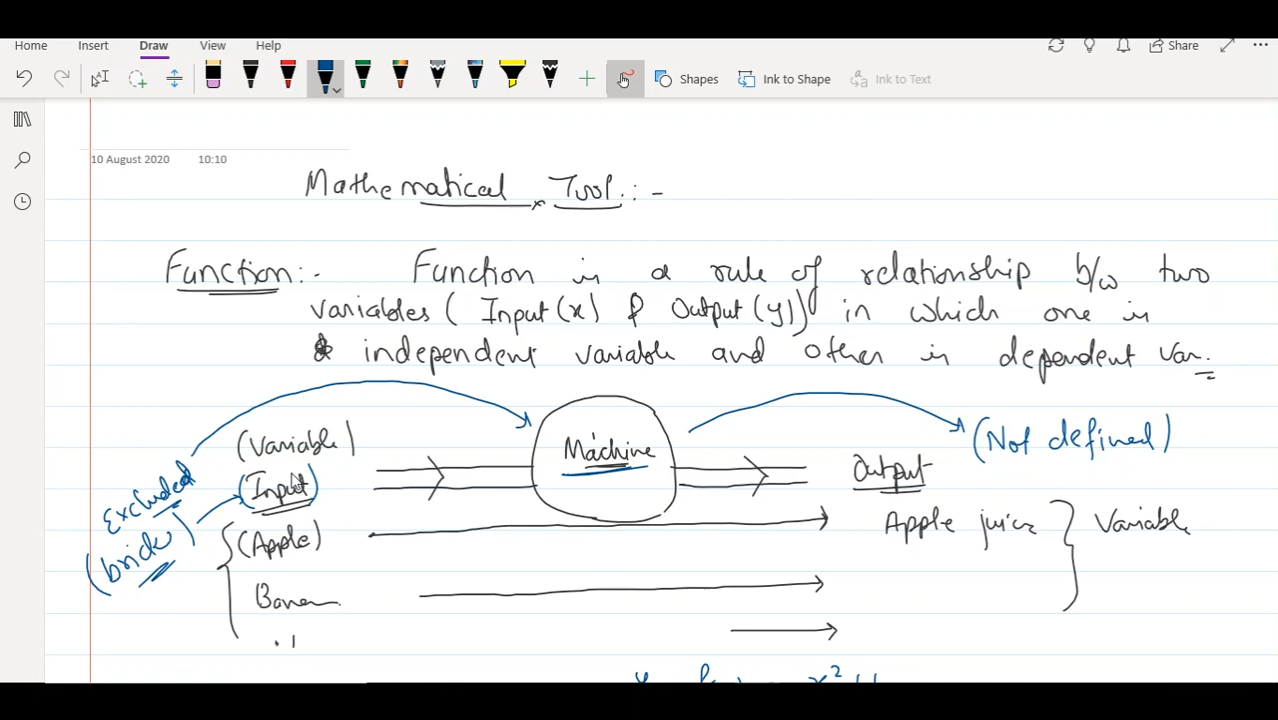 Home Insert Draw View Help Share
Shapes Ink to Shape Ink to Text
10 August 2020 10:10
Mathematical Tool :-
Function:- Function is a rule of relationship b/w two
variables ( Input (x) & Output (y)) in which one is
independent variable and other is dependent var.
(Variable) Machine (Not defined)
Excluded (Input) Output
(brick) (Apple) Apple juice } Variable
x²